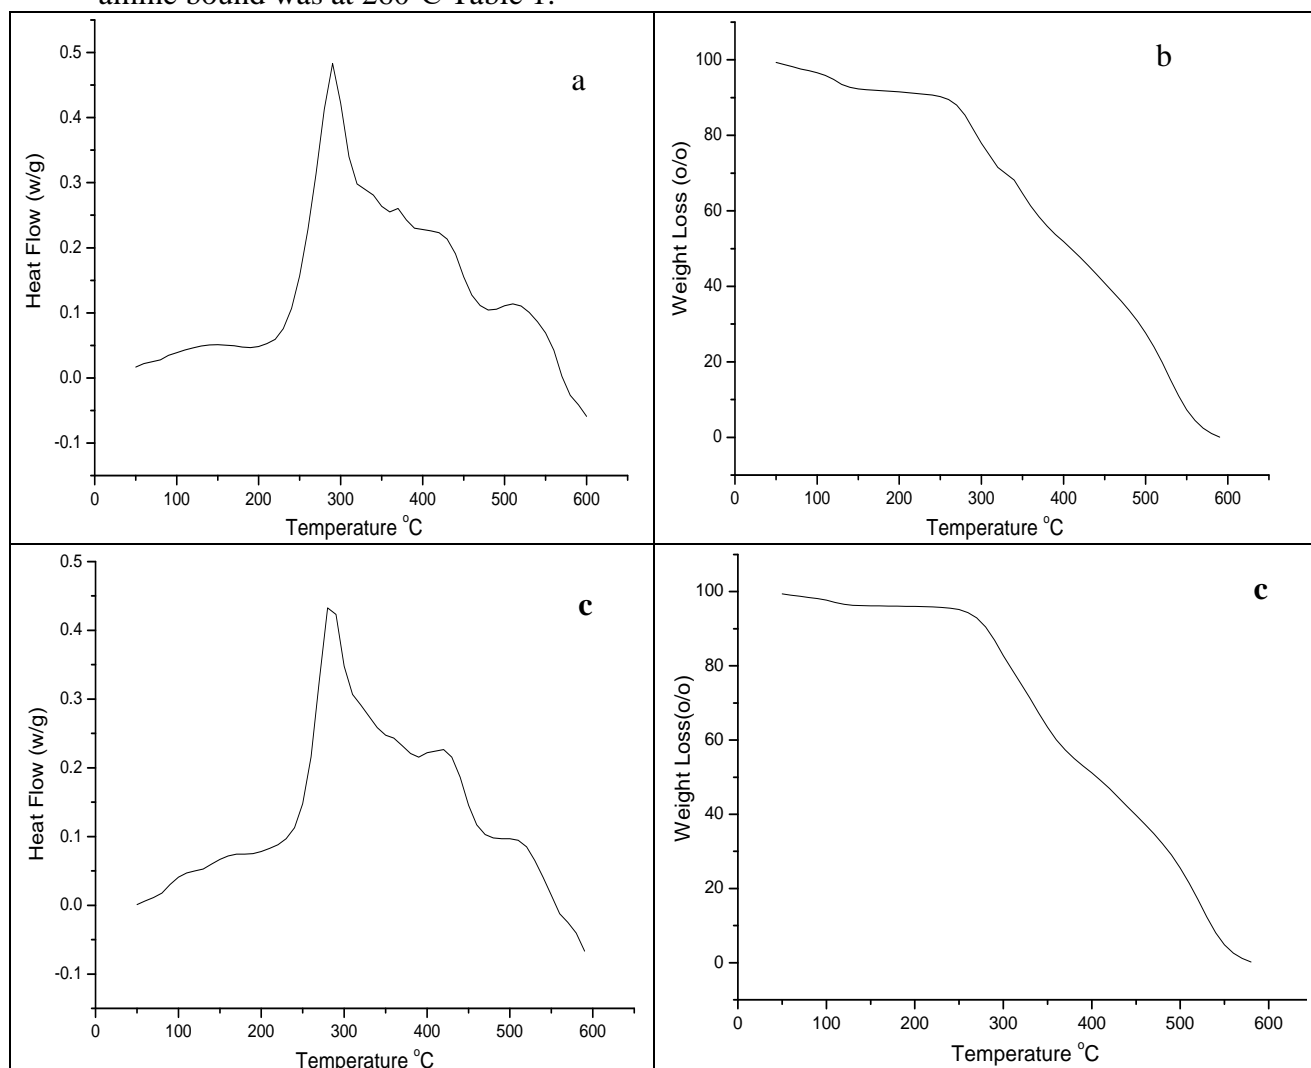 amine bound was at 280°C Table 1.
a
0.5
0.4
0.3
0.2
0.1
0.0
-0.1
Heat Flow (w/g)
0 100 200 300 400 500 600
Temperature °C
b
100
80
60
40
20
0
Weight Loss (o/o)
0 100 200 300 400 500 600
Temperature °C
c
0.5
0.4
0.3
0.2
0.1
0.0
-0.1
Heat Flow (w/g)
0 100 200 300 400 500 600
Temperature °C
c
100
80
60
40
20
0
Weight Loss(o/o)
0 100 200 300 400 500 600
Temperature °C